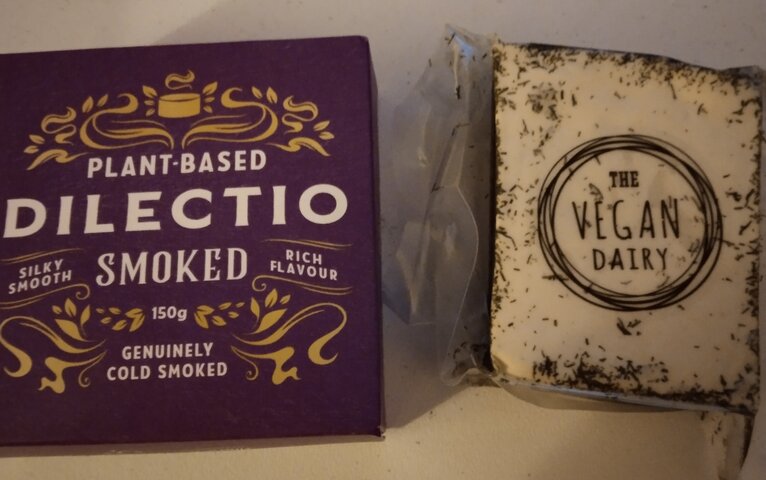 PLANT-BASED
DILECTIO
SMOKED
SILKY
SMOOTH
RICH
FLAVOUR
150g
GENUINELY
COLD SMOKED
THE
VEGAN
DAIRY